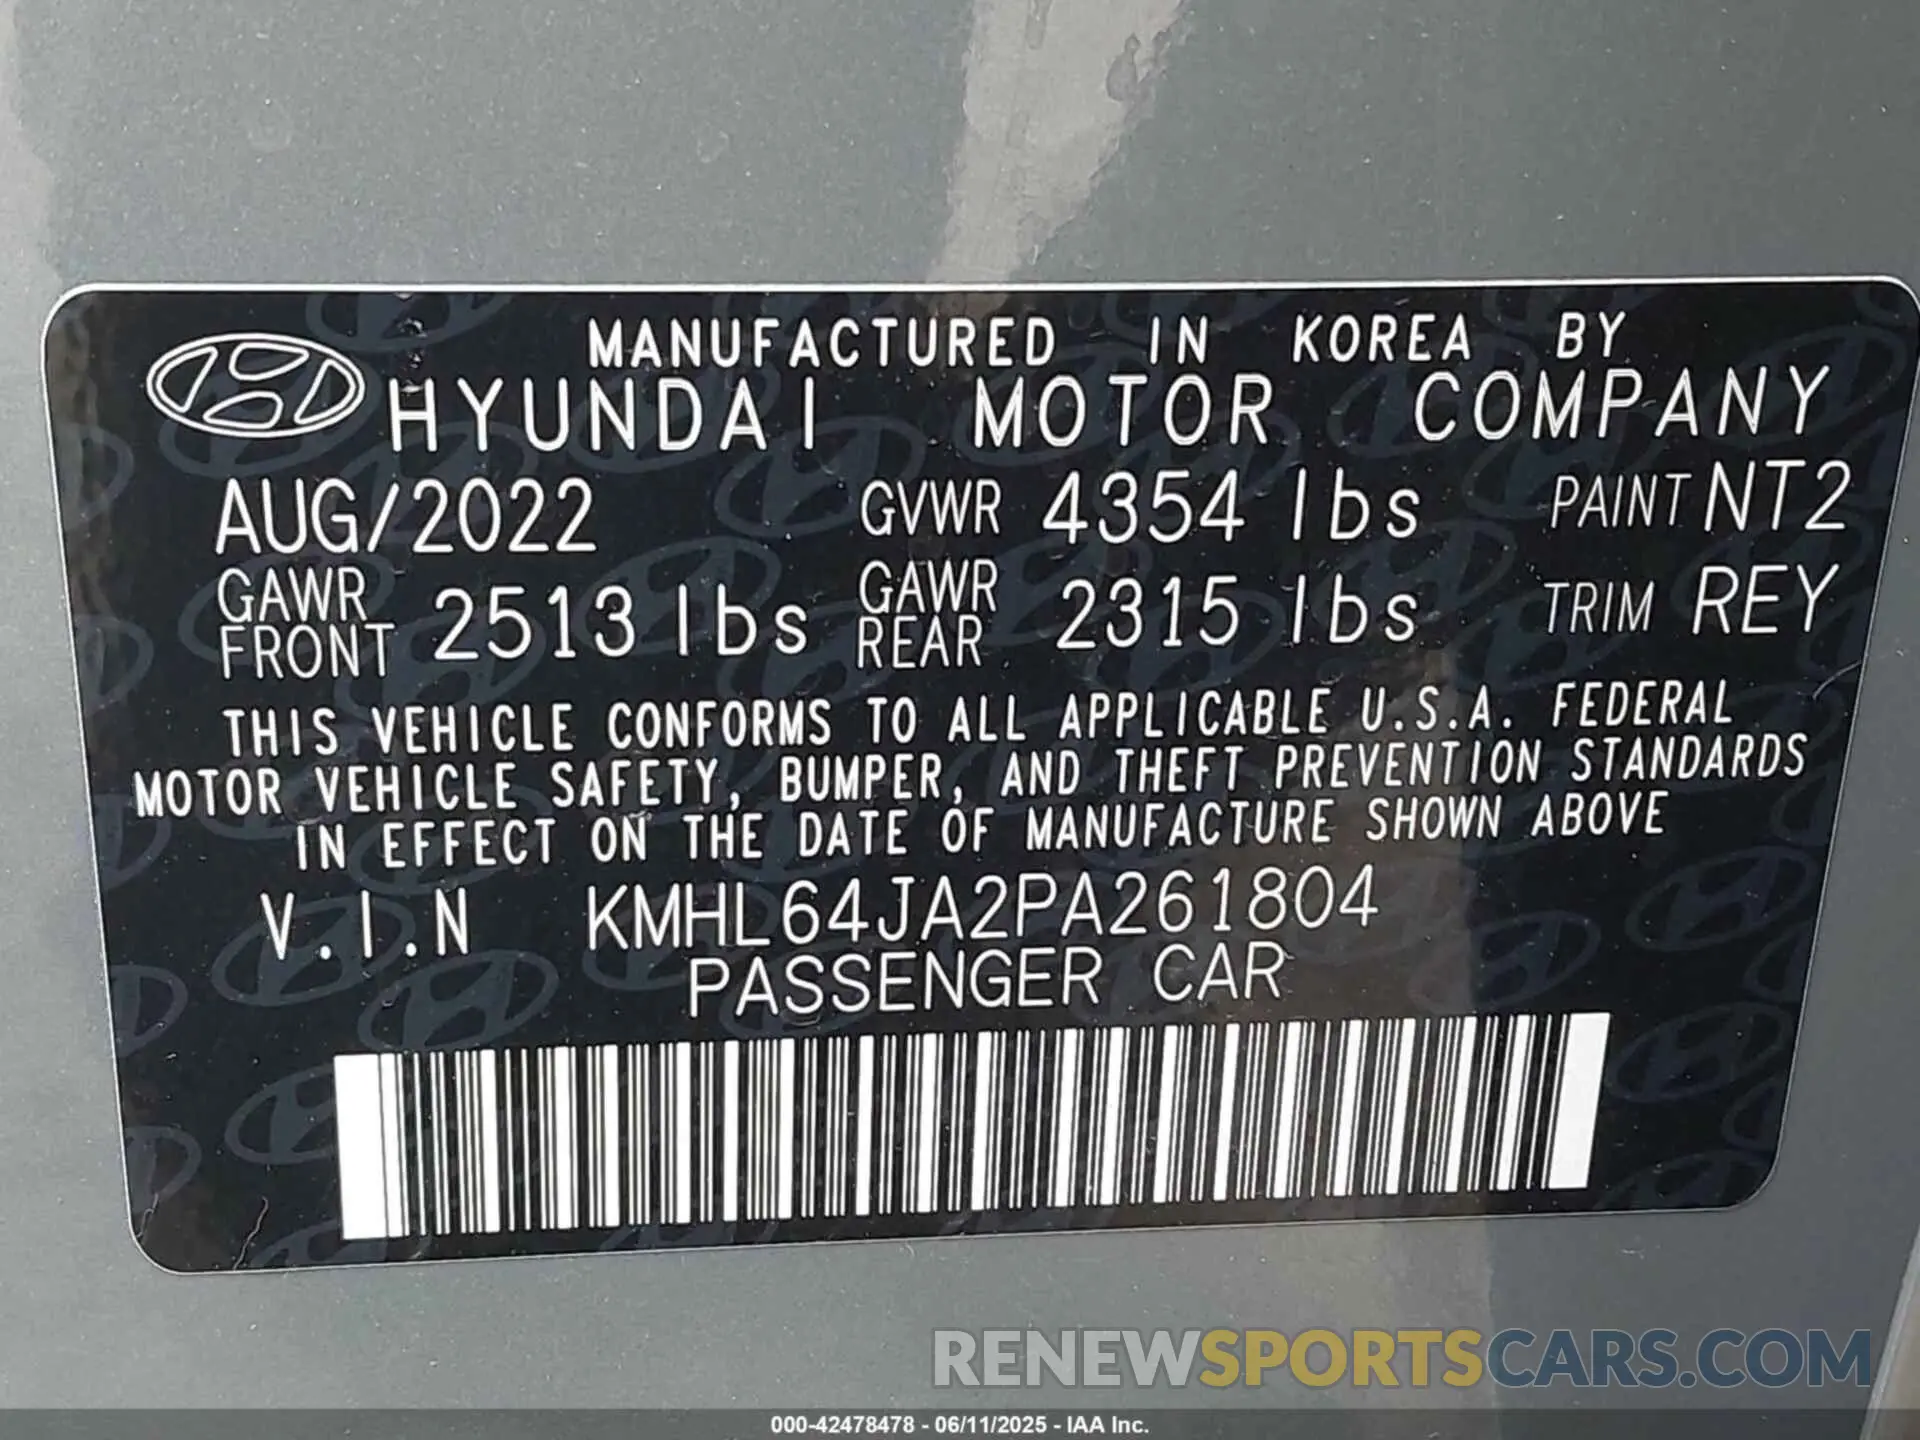 MANUFACTURED IN KOREA BY
HYUNDAI MOTOR COMPANY
AUG/2022 GVWR 4354 lbs PAINT NT2
GAWR FRONT 2513 lbs GAWR REAR 2315 lbs TRIM REY
THIS VEHICLE CONFORMS TO ALL APPLICABLE U.S.A. FEDERAL
MOTOR VEHICLE SAFETY, BUMPER, AND THEFT PREVENTION STANDARDS
IN EFFECT ON THE DATE OF MANUFACTURE SHOWN ABOVE
V.I.N KMHL64JA2PA261804
PASSENGER CAR
RENEWSPORTSCARS.COM
000-42478478 - 06/11/2025 - IAA Inc.